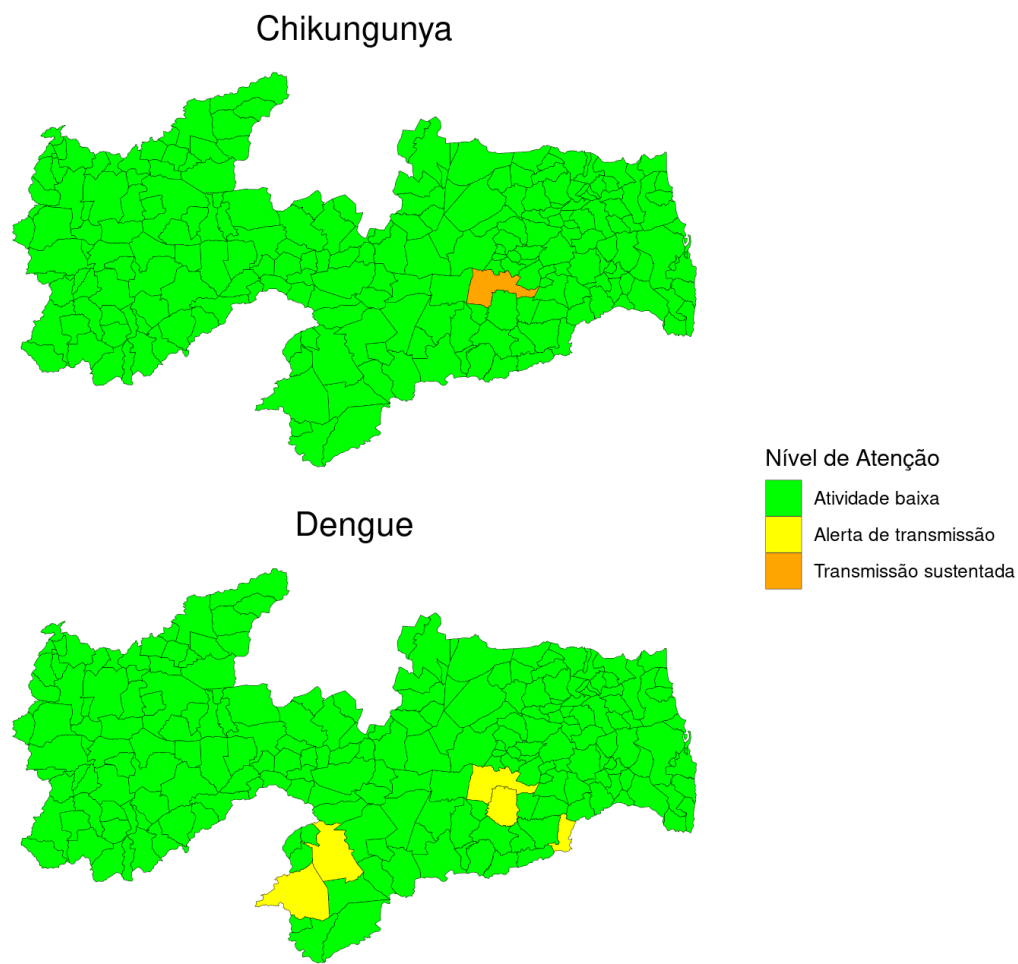 Chikungunya
Nível de Atenção
Atividade baixa
Alerta de transmissão
Transmissão sustentada
Dengue